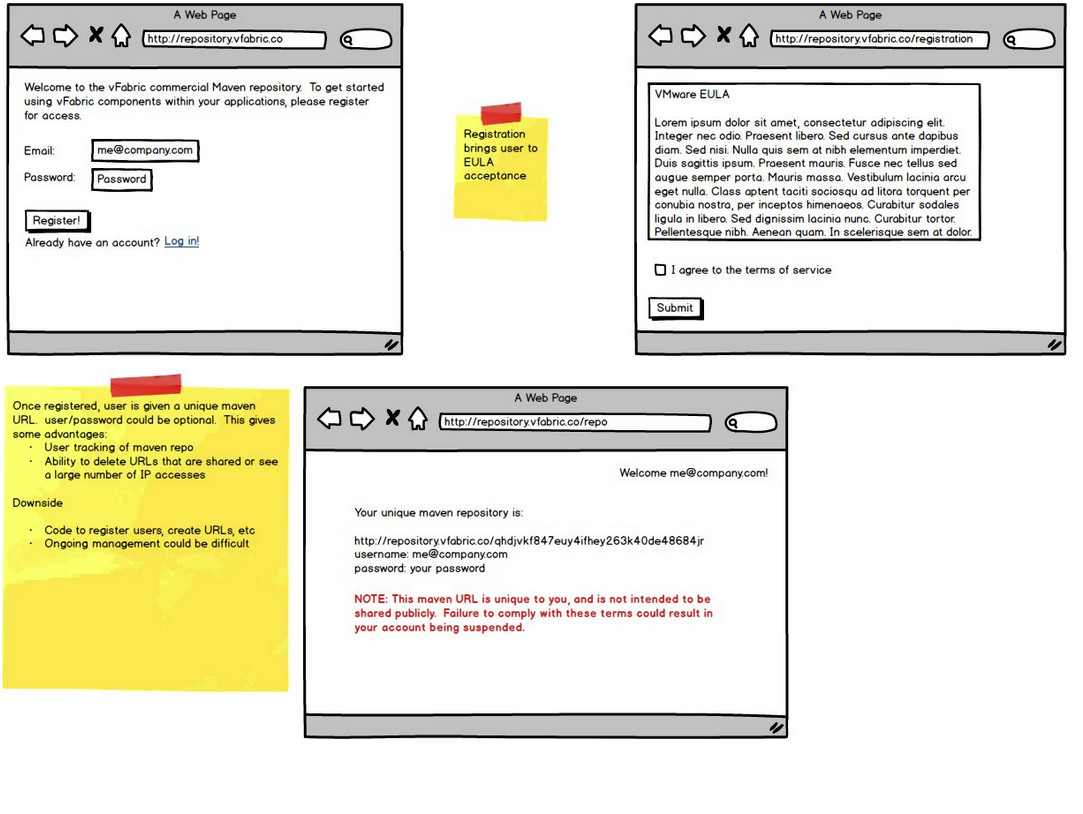 A Web Page
http://repository.vfabric.co
Welcome to the vFabric commercial Maven repository. To get started
using vFabric components within your applications, please register
for access.
Email:
me@company.com
Password:
Password
Register!
Already have an account? Log in!
Registration
brings user to
EULA
acceptance
A Web Page
http://repository.vfabric.co/registration
VMware EULA
Lorem ipsum dolor sit amet, consectetur adipiscing elit.
Integer nec odio. Praesent libero. Sed cursus ante dapibus
diam. Sed nisi. Nulla quis sem at nibh elementum imperdiet.
Duis sagittis ipsum. Praesent mauris. Fusce nec tellus sed
augue semper porta. Mauris massa. Vestibulum lacinia arcu
eget nulla. Class aptent taciti sociosqu ad litora torquent per
conubia nostra, per inceptos himenaeos. Curabitur sodales
ligula in libero. Sed dignissim lacinia nunc. Curabitur tortor.
Pellentesque nibh. Aenean quam. In scelerisque sem at dolor.
I agree to the terms of service
Submit
Once registered, user is given a unique maven
URL. user/password could be optional. This gives
some advantages:
· User tracking of maven repo
· Ability to delete URLs that are shared or see
a large number of IP accesses
Downside
· Code to register users, create URLs, etc
· Ongoing management could be difficult
A Web Page
http://repository.vfabric.co/repo
Welcome me@company.com!
Your unique maven repository is:
http://repository.vfabric.co/qhdjvkf847euy4ifhey263k40de48684jr
username: me@company.com
password: your password
NOTE: This maven URL is unique to you, and is not intended to be
shared publicly. Failure to comply with these terms could result in
your account being suspended.